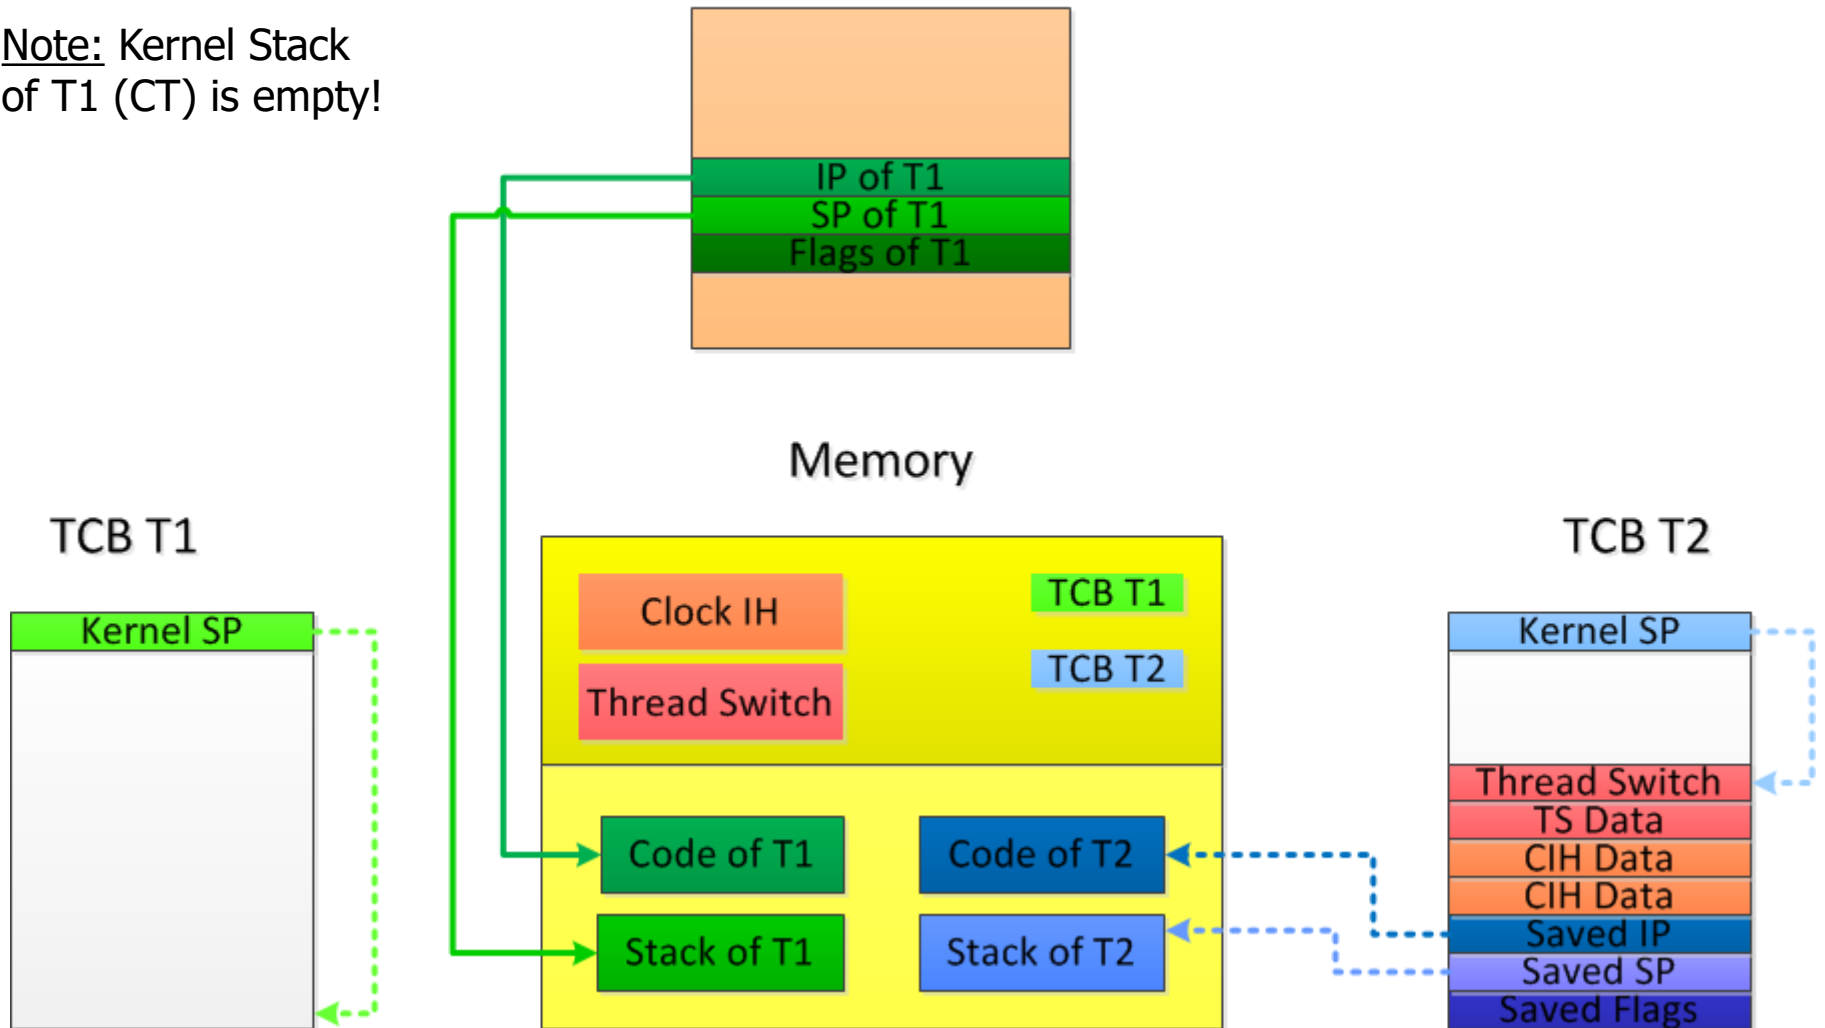 Note: Kernel Stack
of T1 (CT) is empty!
IP of T1
SP of T1
Flags of T1
Memory
TCB T1
TCB T2
Kernel SP
Clock IH
Thread Switch
TCB T1
TCB T2
Code of T1
Code of T2
Stack of T1
Stack of T2
Kernel SP
Thread Switch
TS Data
CIH Data
CIH Data
Saved IP
Saved SP
Saved Flags